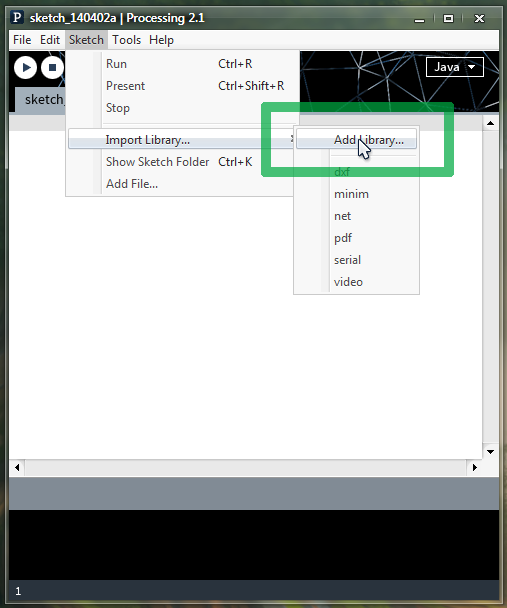 P sketch_140402a | Processing 2.1
File Edit Sketch Tools Help
Run Ctrl+R
Present Ctrl+Shift+R
Stop
Java
sketch_
Import Library...
Add Library...
Show Sketch Folder Ctrl+K
Add File...
dxf
minim
net
pdf
serial
video
1